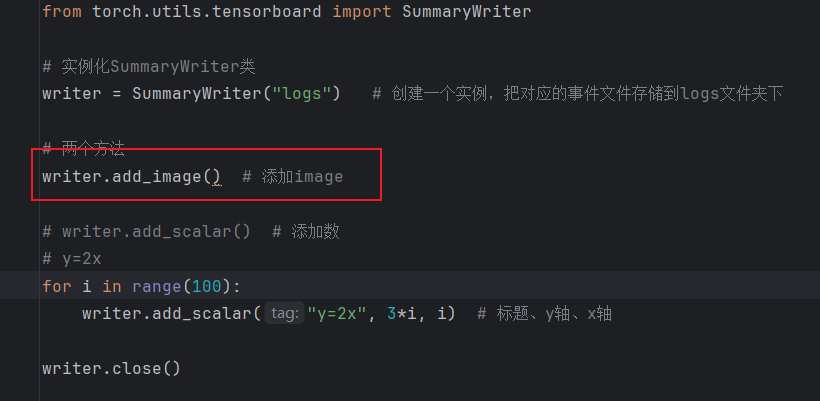 from torch.utils.tensorboard import SummaryWriter
# 实例化SummaryWriter类
writer = SummaryWriter("logs")   # 创建一个实例，把对应的事件文件存储到logs文件夹下
# 两个方法
writer.add_image()  # 添加image
# writer.add_scalar()  # 添加数
# y=2x
for i in range(100):
    writer.add_scalar( tag: "y=2x", 3*i, i)  # 标题、y轴、x轴
writer.close()